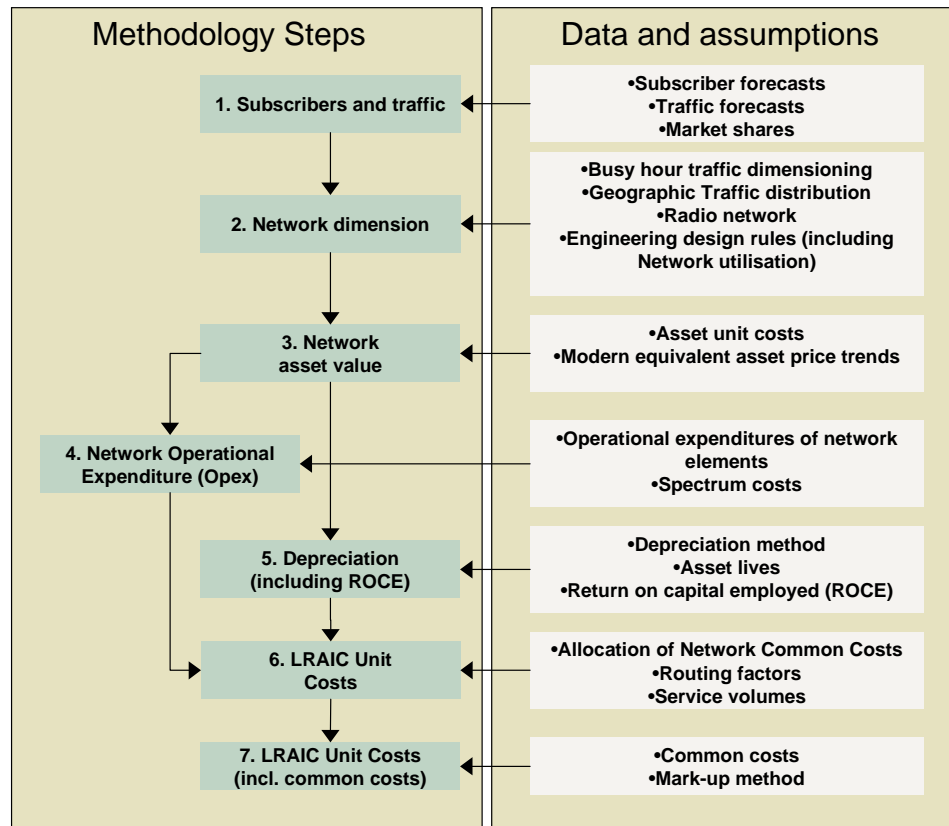 Methodology Steps
Data and assumptions
1. Subscribers and traffic
•Subscriber forecasts
•Traffic forecasts
•Market shares
2. Network dimension
•Busy hour traffic dimensioning
•Geographic Traffic distribution
•Radio network
•Engineering design rules (including
Network utilisation)
3. Network
asset value
•Asset unit costs
•Modern equivalent asset price trends
4. Network Operational
Expenditure (Opex)
•Operational expenditures of network
elements
•Spectrum costs
5. Depreciation
(including ROCE)
•Depreciation method
•Asset lives
•Return on capital employed (ROCE)
6. LRAIC Unit
Costs
•Allocation of Network Common Costs
•Routing factors
•Service volumes
7. LRAIC Unit Costs
(incl. common costs)
•Common costs
•Mark-up method